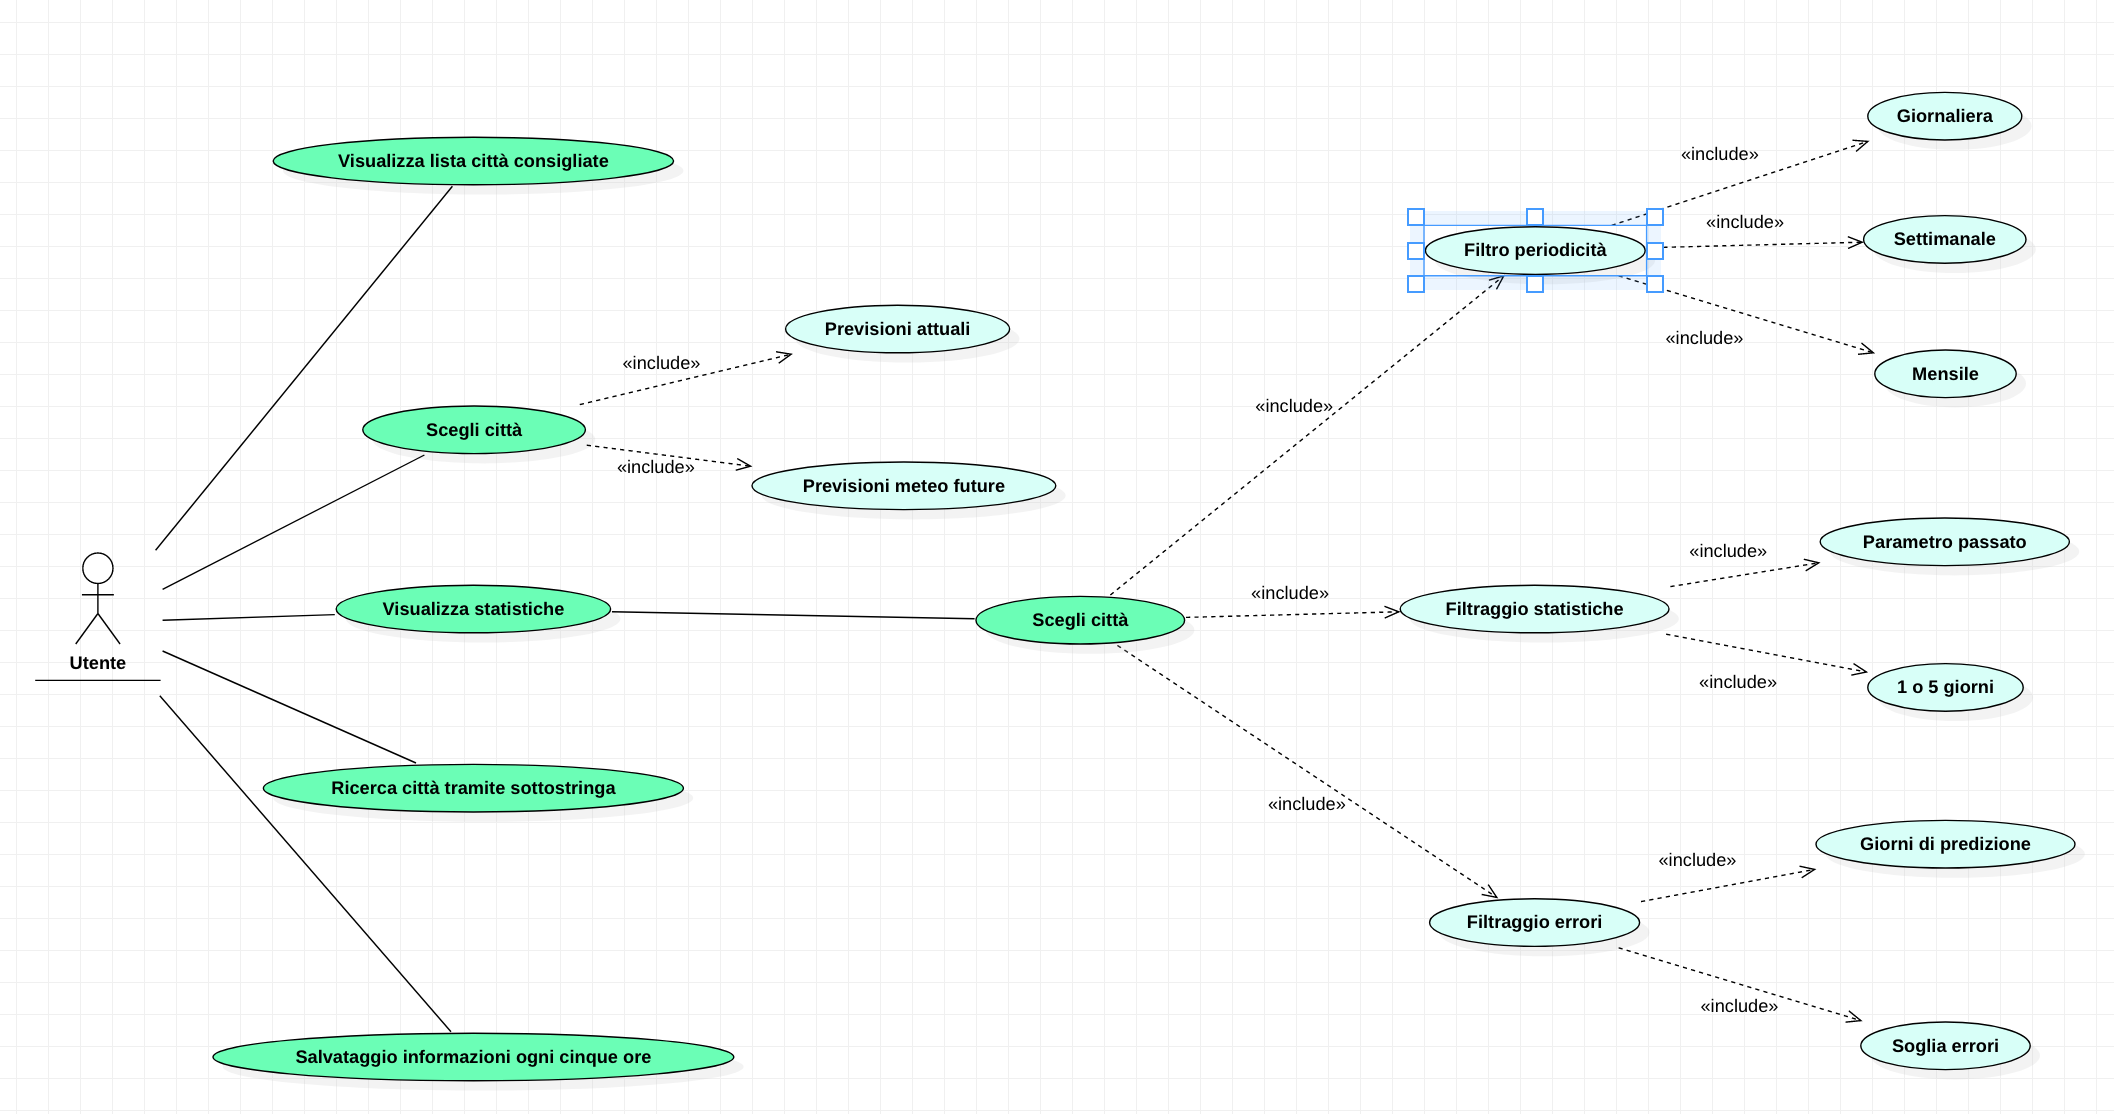 Giornaliera
«include»
Visualizza lista città consigliate
«include»
Settimanale
Filtro periodicità
Previsioni attuali
«include»
«include»
Mensile
«include»
Scegli città
«include»
Previsioni meteo future
«include»
Parametro passato
«include»
«include»
Visualizza statistiche
Filtraggio statistiche
Scegli città
Utente
«include»
1 o 5 giorni
Ricerca città tramite sottostringa
«include»
Giorni di predizione
«include»
Filtraggio errori
«include»
Soglia errori
Salvataggio informazioni ogni cinque ore